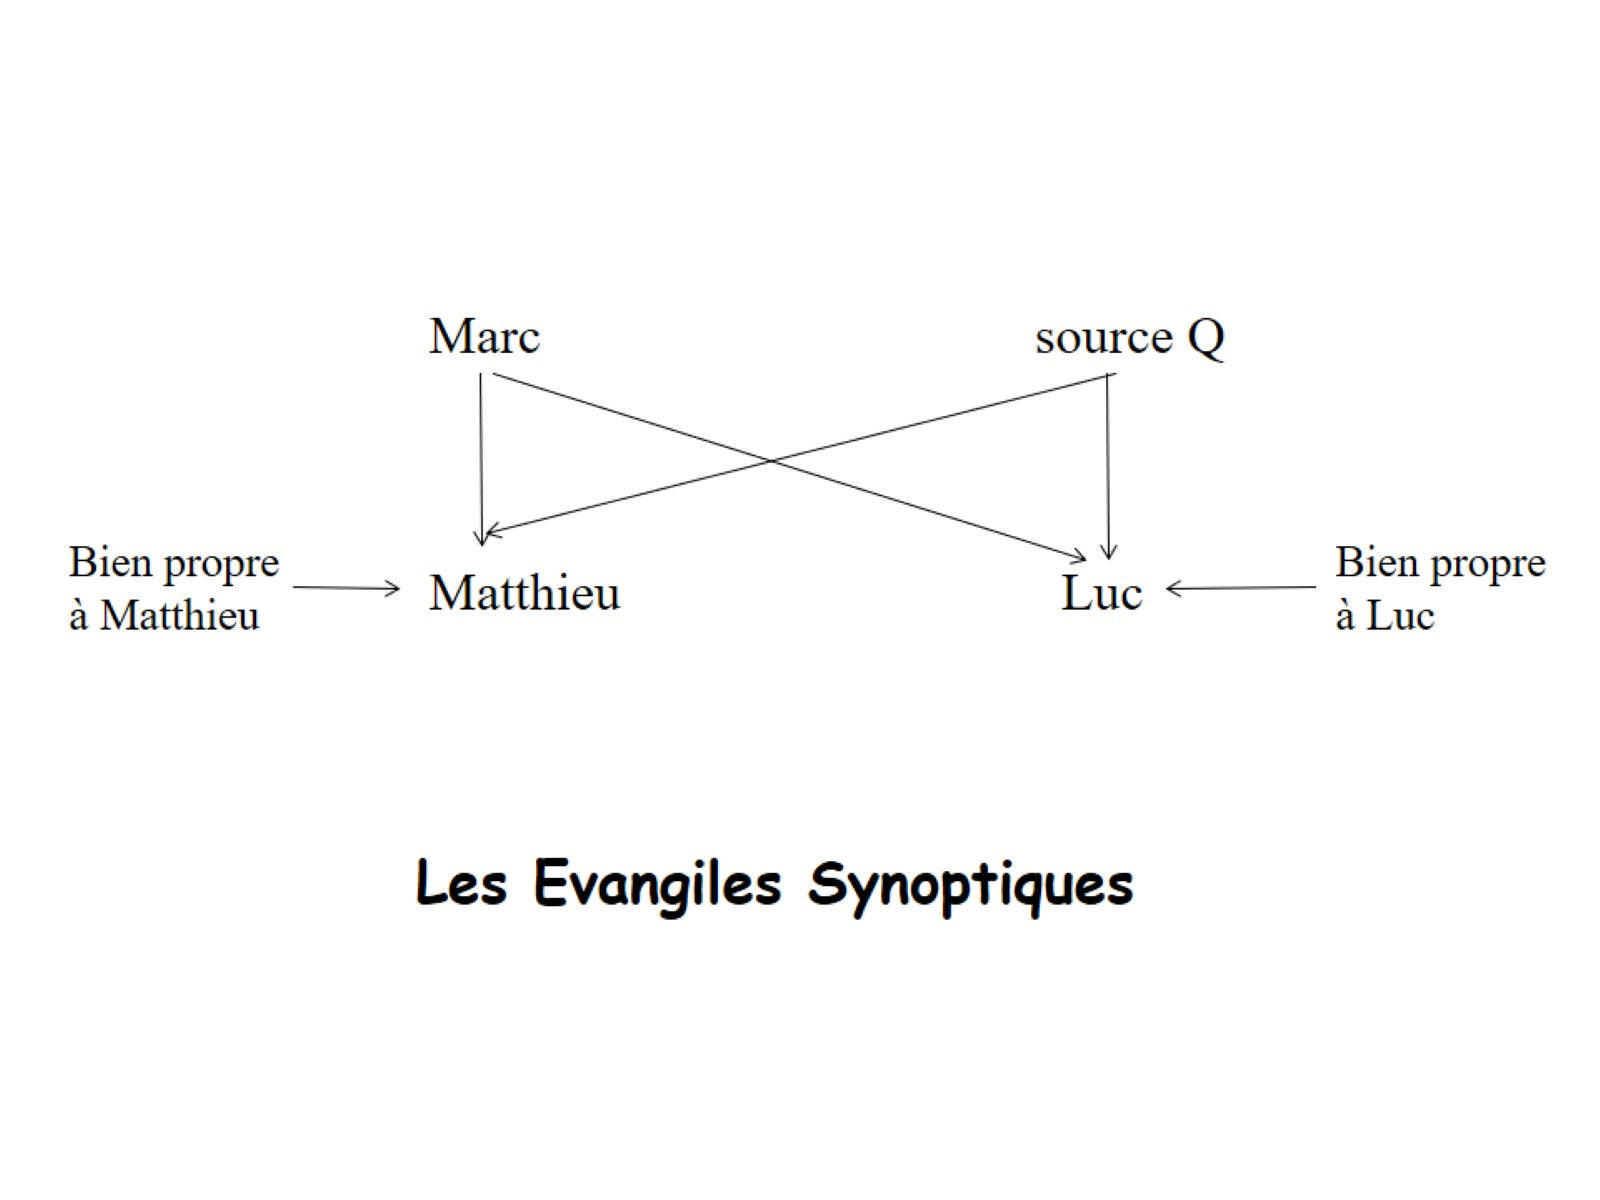 Marc
source Q
Bien propre
à Matthieu
Matthieu
Luc
Bien propre
à Luc
Les Evangiles Synoptiques